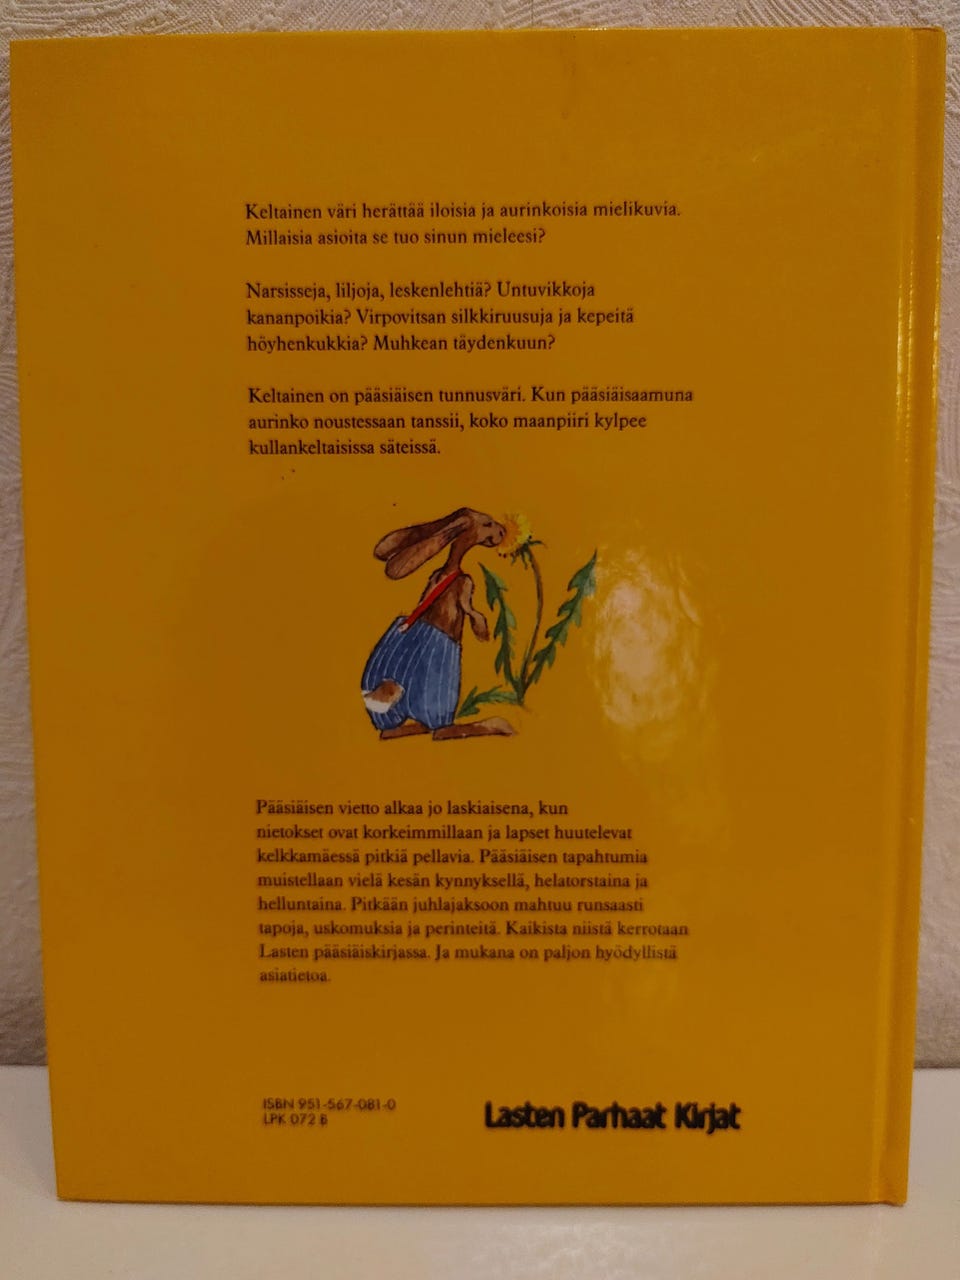 Keltainen väri herättää iloisia ja aurinkoisia mielikuvia.
Millaisia asioita se tuo sinun mieleesi?
Narsisseja, liljoja, leskenlehtiä? Untuvikkoja
kananpoikia? Virpovitsan silkkiruusuja ja kepeitä
höyhenkukkia? Muhkean täydenkuun?
Keltainen on pääsiäisen tunnusväri. Kun pääsiäisaamuna
aurinko noustessaan tanssii, koko maanpiiri kylpee
kullankeltaisissa säteissä.
Pääsiäisen vietto alkaa jo laskiaisena, kun
nietokset ovat korkeimmillaan ja lapset huutelevat
kelkkamäessä pitkiä pellavia. Pääsiäisen tapahtumia
muistellaan vielä kesän kynnyksellä, helatorstaina ja
helluntaina. Pitkään juhlajaksoon mahtuu runsaasti
tapoja, uskomuksia ja perinteitä. Kaikista niistä kerrotaan
Lasten pääsiäiskirjassa. Ja mukana on paljon hyödyllistä
asiatietoa.
ISBN 951-567-081-0
LPK 072 B
Lasten Parhaat Kirjat